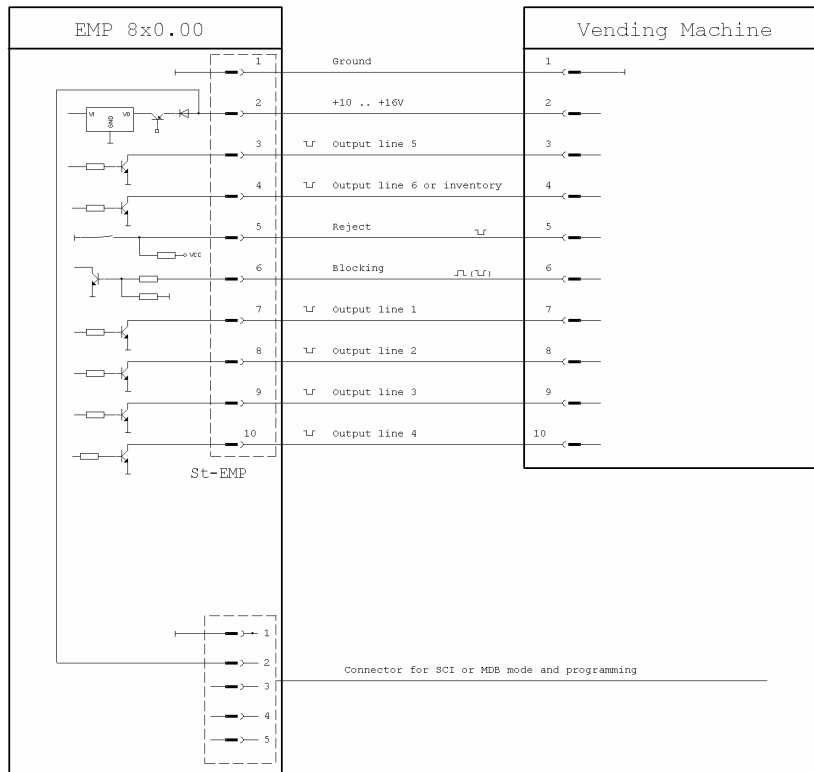 EMP 8x0.00
Vending Machine
1 Ground 1
VI VO GND 2 +10 .. +16V 2
3 Output line 5 3
4 Output line 6 or inventory 4
5 Reject 5
VCC
6 Blocking 6
7 Output line 1 7
8 Output line 2 8
9 Output line 3 9
10 Output line 4 10
St-EMP
1
2
Connector for SCI or MDB mode and programming
3
4
5